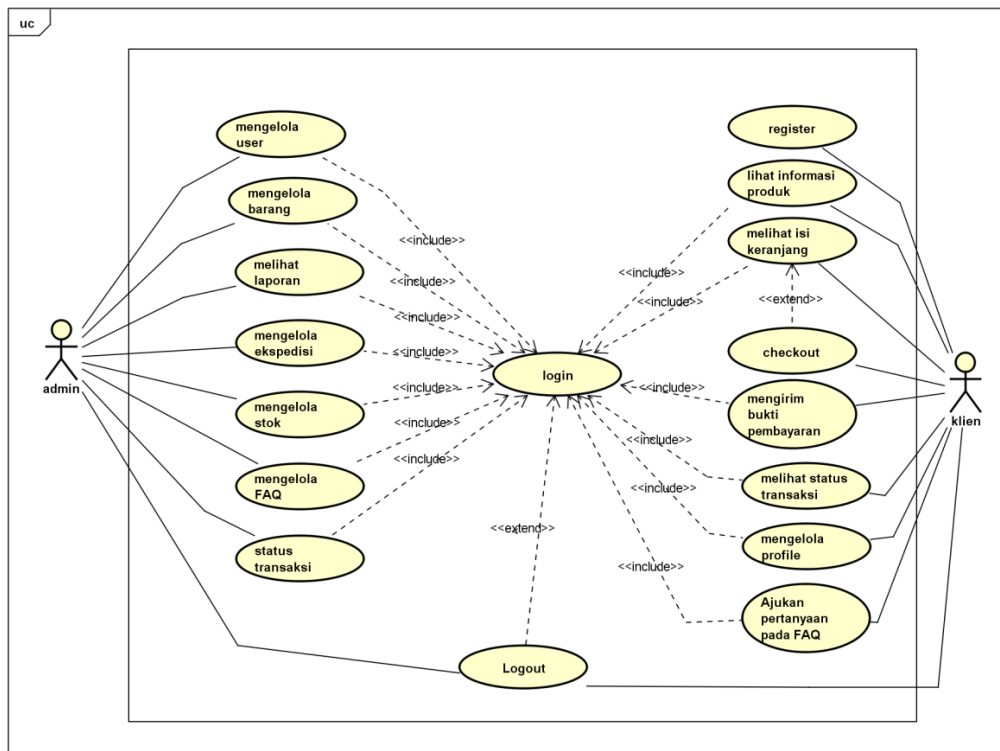 uc
mengelola
user
mengelola
barang
melihat
laporan
mengelola
ekspedisi
mengelola
stok
mengelola
FAQ
status
transaksi
admin
<<include>>
<<include>>
<<include>>
<<include>>
<<include>>
<<include>>
<<include>>
login
<<extend>>
Logout
<<include>>
<<include>>
<<include>>
<<include>>
<<include>>
<<include>>
register
lihat informasi
produk
melihat isi
keranjang
<<extend>>
checkout
mengirim
bukti
pembayaran
melihat status
transaksi
mengelola
profile
Ajukan
pertanyaan
pada FAQ
klien